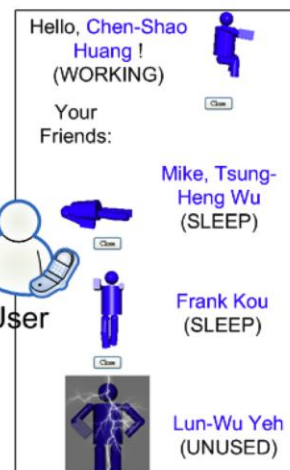 Hello, Chen-Shao
Huang !
(WORKING)
Close
Your
Friends:
Mike, Tsung-
Heng Wu
(SLEEP)
Close
User
Frank Kou
(SLEEP)
Close
Lun-Wu Yeh
(UNUSED)